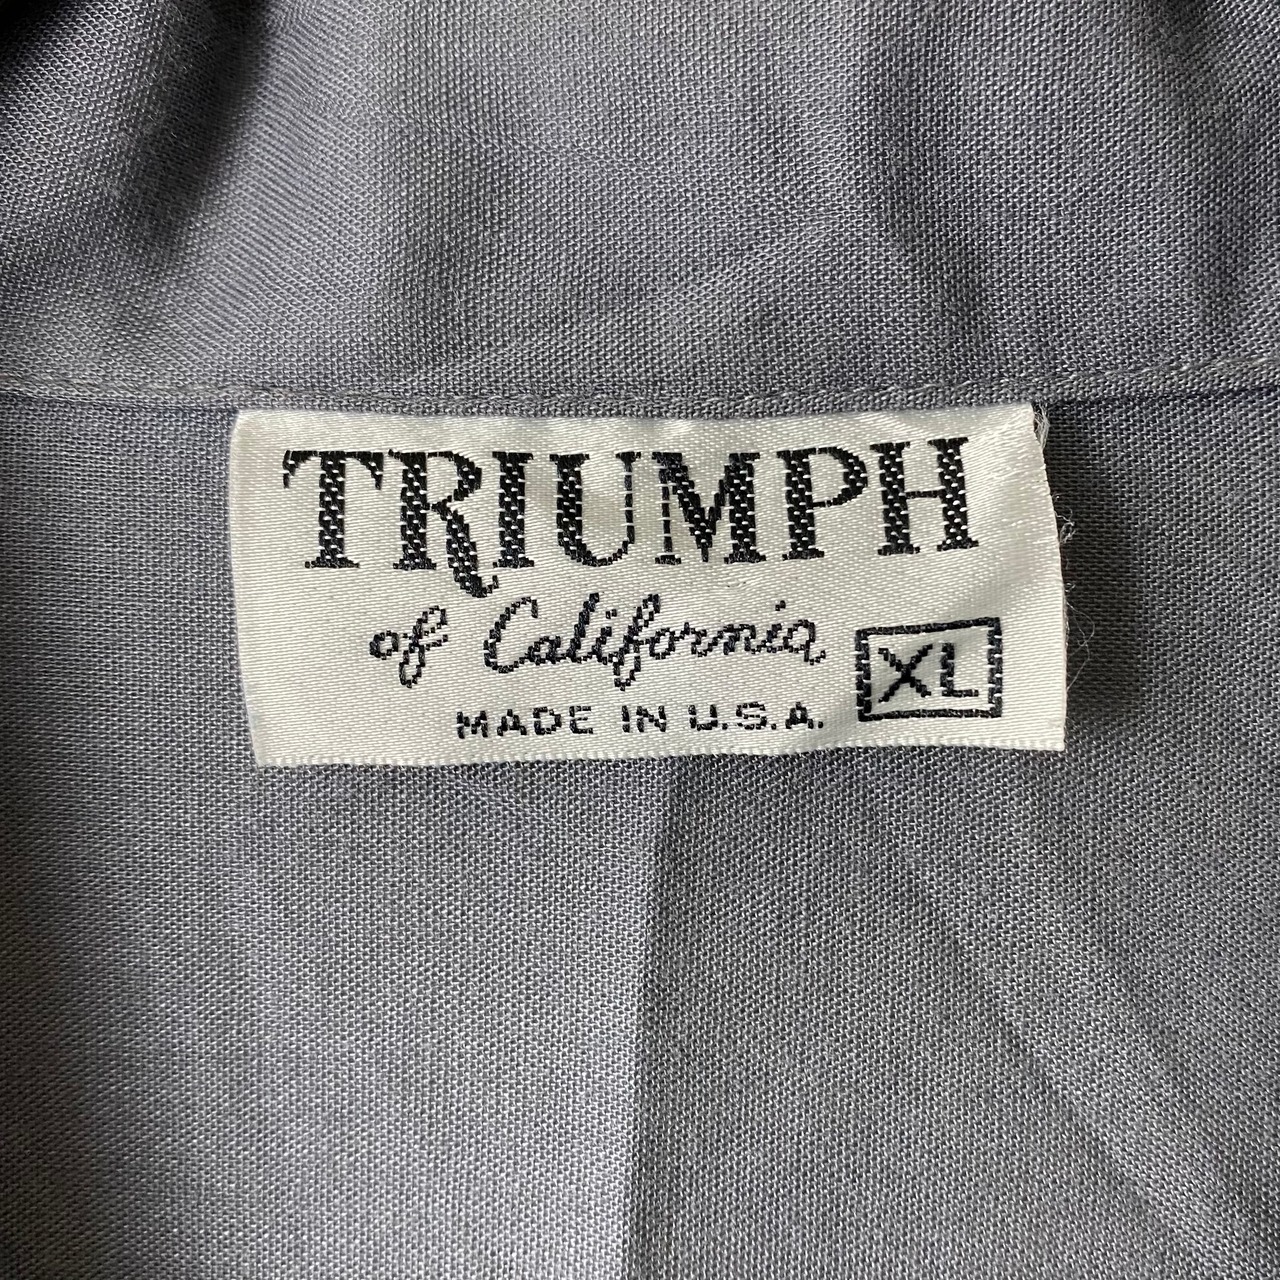 TRIUMPH
of California
XL
MADE IN U.S.A.